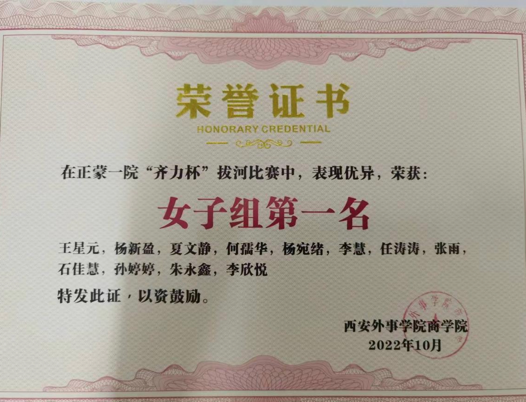 荣誉证书
HONORARY CREDENTIAL
在正蒙一院“齐力杯”拔河比赛中，表现优异，荣获：
女子组第一名
王星元，杨新盈，夏文静，何孺华，杨宛绪，李慧，任涛涛，张雨，
石佳慧，孙婷婷，朱永鑫，李欣悦
特发此证，以资鼓励。
西安外事学院商学院
2022年10月